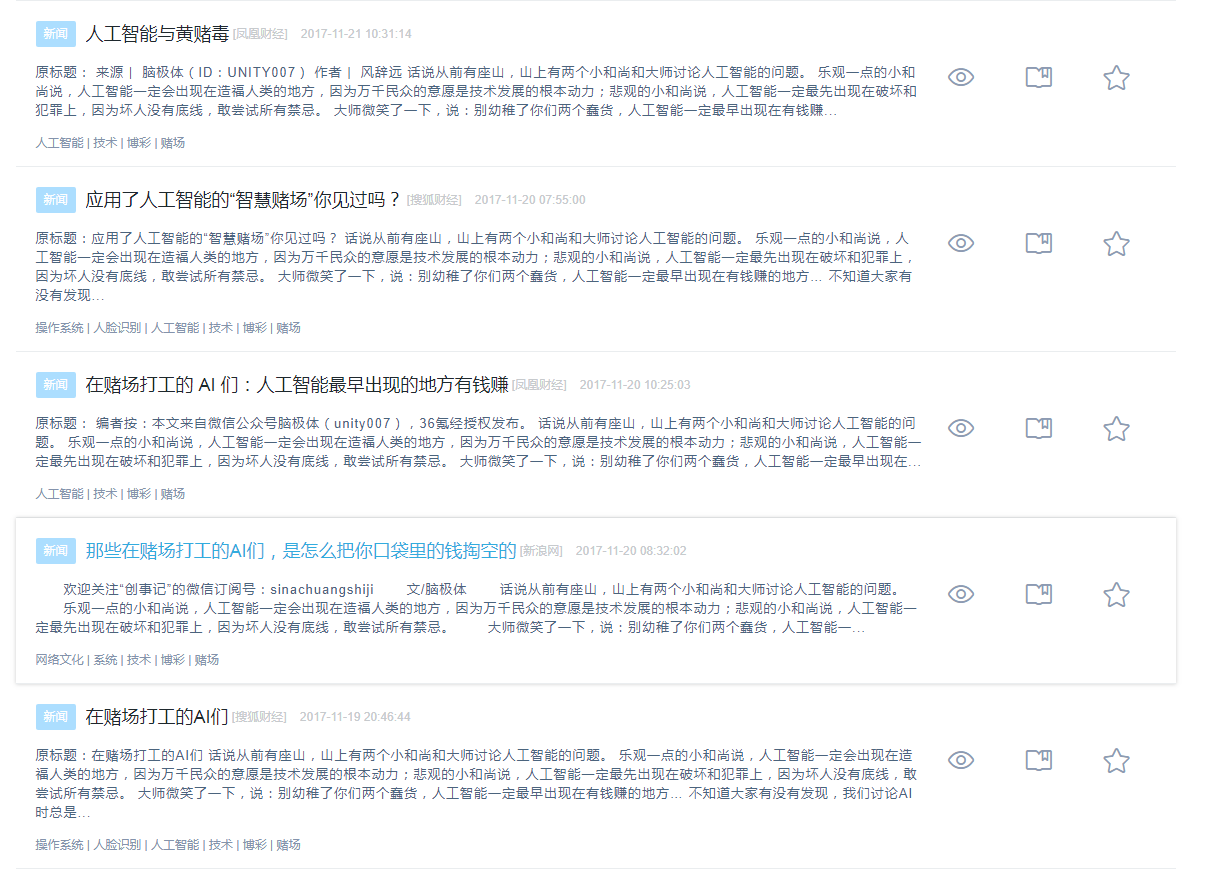 新闻 人工智能与黄赌毒 [凤凰财经] 2017-11-21 10:31:14
原标题： 来源｜ 脑极体（ID：UNITY007） 作者｜ 风辞远 话说从前有座山，山上有两个小和尚和大师讨论人工智能的问题。 乐观一点的小和
尚说，人工智能一定会出现在造福人类的地方，因为万千民众的意愿是技术发展的根本动力；悲观的小和尚说，人工智能一定最先出现在破坏和
犯罪上，因为坏人没有底线，敢尝试所有禁忌。 大师微笑了一下，说：别幼稚了你们两个蠢货，人工智能一定最早出现在有钱赚...
人工智能 | 技术 | 博彩 | 赌场
新闻 应用了人工智能的“智慧赌场”你见过吗？ [搜狐财经] 2017-11-20 07:55:00
原标题：应用了人工智能的“智慧赌场”你见过吗？ 话说从前有座山，山上有两个小和尚和大师讨论人工智能的问题。 乐观一点的小和尚说，人
工智能一定会出现在造福人类的地方，因为万千民众的意愿是技术发展的根本动力；悲观的小和尚说，人工智能一定最先出现在破坏和犯罪上，
因为坏人没有底线，敢尝试所有禁忌。 大师微笑了一下，说：别幼稚了你们两个蠢货，人工智能一定最早出现在有钱赚的地方... 不知道大家有
没有发现...
操作系统 | 人脸识别 | 人工智能 | 技术 | 博彩 | 赌场
新闻 在赌场打工的 AI 们：人工智能最早出现的地方有钱赚 [凤凰财经] 2017-11-20 10:25:03
原标题： 编者按：本文来自微信公众号脑极体（unity007），36氪经授权发布。 话说从前有座山，山上有两个小和尚和大师讨论人工智能的问
题。 乐观一点的小和尚说，人工智能一定会出现在造福人类的地方，因为万千民众的意愿是技术发展的根本动力；悲观的小和尚说，人工智能一
定最先出现在破坏和犯罪上，因为坏人没有底线，敢尝试所有禁忌。 大师微笑了一下，说：别幼稚了你们两个蠢货，人工智能一定最早出现在...
人工智能 | 技术 | 博彩 | 赌场
新闻 那些在赌场打工的AI们，是怎么把你口袋里的钱掏空的 [新浪网] 2017-11-20 08:32:02
欢迎关注“创事记”的微信订阅号：sinachuangshiji 文/脑极体 话说从前有座山，山上有两个小和尚和大师讨论人工智能的问题。
乐观一点的小和尚说，人工智能一定会出现在造福人类的地方，因为万千民众的意愿是技术发展的根本动力；悲观的小和尚说，人工智能一
定最先出现在破坏和犯罪上，因为坏人没有底线，敢尝试所有禁忌。 大师微笑了一下，说：别幼稚了你们两个蠢货，人工智能一...
网络文化 | 系统 | 技术 | 博彩 | 赌场
新闻 在赌场打工的AI们 [搜狐财经] 2017-11-19 20:46:44
原标题：在赌场打工的AI们 话说从前有座山，山上有两个小和尚和大师讨论人工智能的问题。 乐观一点的小和尚说，人工智能一定会出现在造
福人类的地方，因为万千民众的意愿是技术发展的根本动力；悲观的小和尚说，人工智能一定最先出现在破坏和犯罪上，因为坏人没有底线，敢
尝试所有禁忌。 大师微笑了一下，说：别幼稚了你们两个蠢货，人工智能一定最早出现在有钱赚的地方... 不知道大家有没有发现，我们讨论AI
时总是...
操作系统 | 人脸识别 | 人工智能 | 技术 | 博彩 | 赌场